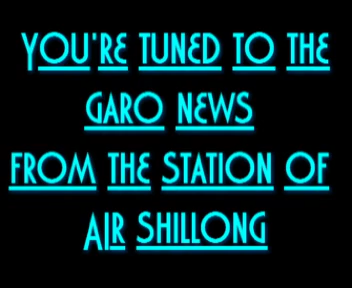 YOU'RE TUNED TO THE
GARO NEWS
FROM THE STATION OF
AIR SHILLONG